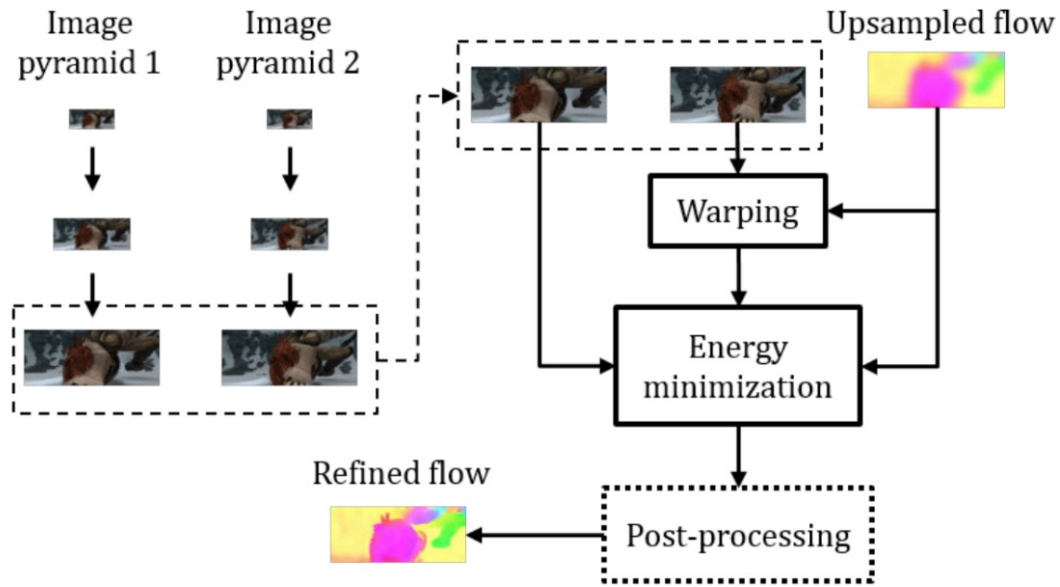 Image
pyramid 1
Image
pyramid 2
Upsampled flow
Warping
Energy
minimization
Refined flow
Post-processing